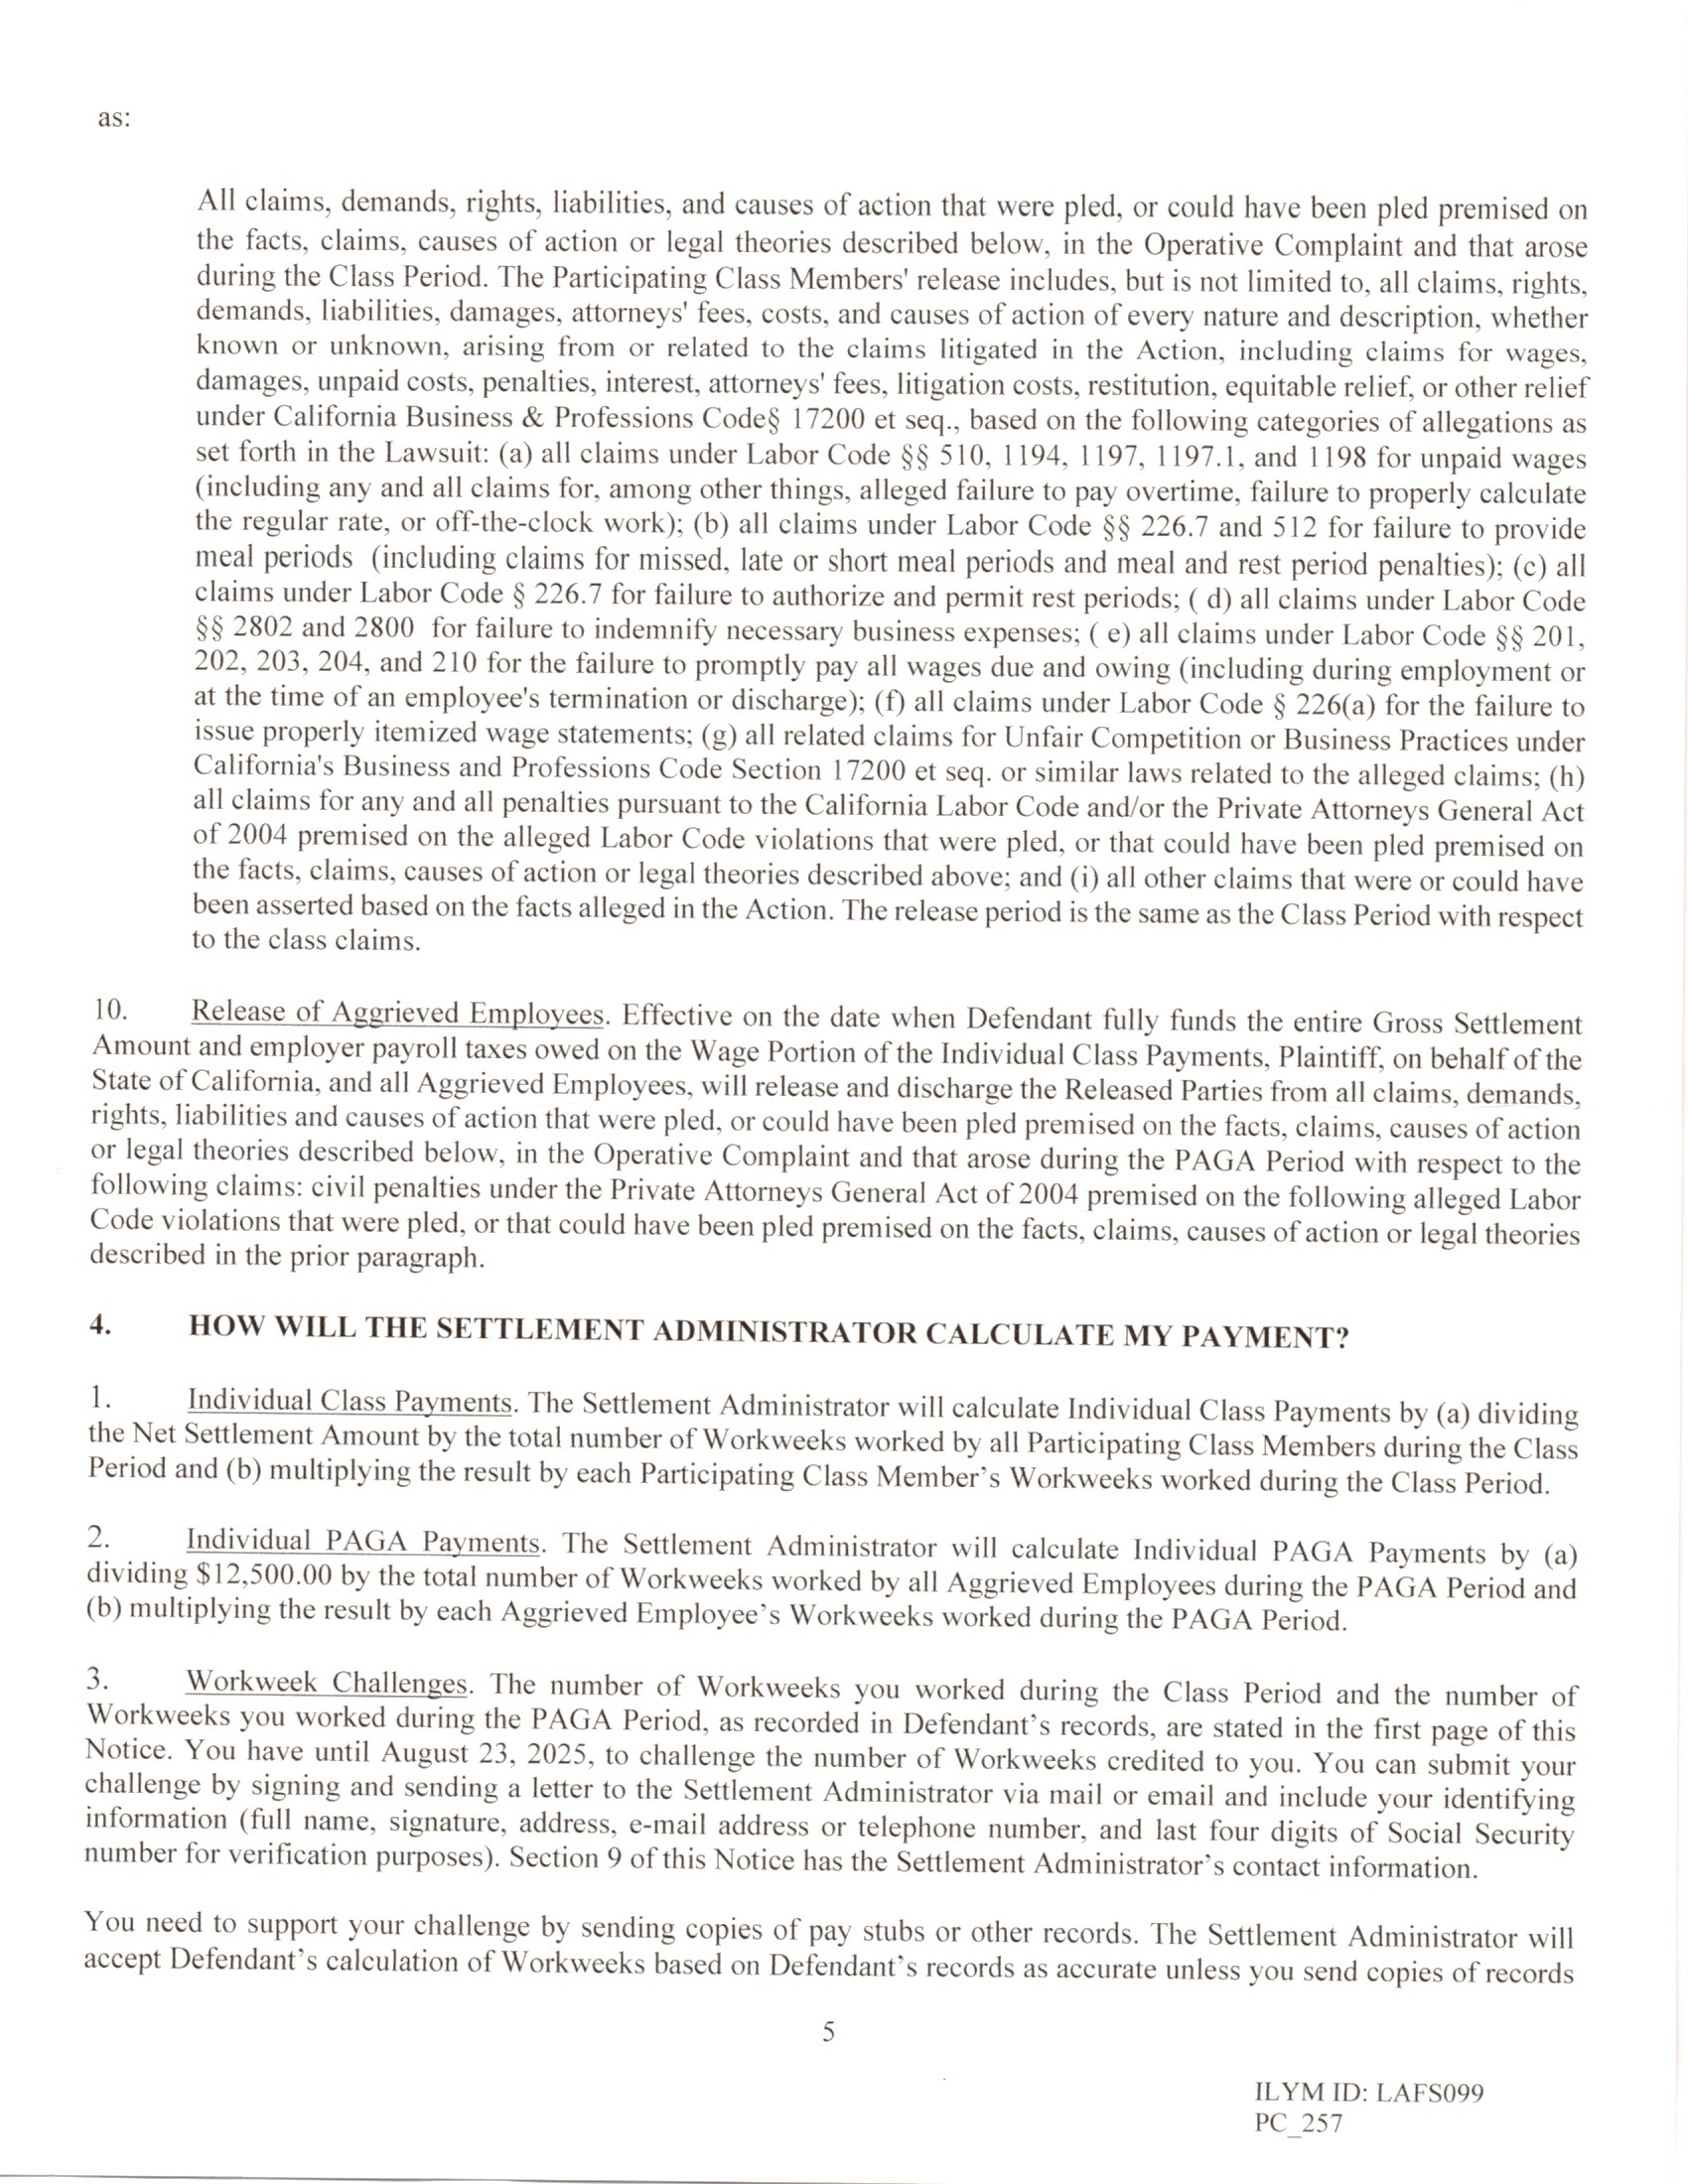 as:
All claims, demands, rights, liabilities, and causes of action that were pled, or could have been pled premised on
the facts, claims, causes of action or legal theories described below, in the Operative Complaint and that arose
during the Class Period. The Participating Class Members' release includes, but is not limited to, all claims, rights,
demands, liabilities, damages, attorneys' fees, costs, and causes of action of every nature and description, whether
known or unknown, arising from or related to the claims litigated in the Action, including claims for wages,
damages, unpaid costs, penalties, interest, attorneys' fees, litigation costs, restitution, equitable relief, or other relief
under California Business & Professions Code§ 17200 et seq., based on the following categories of allegations as
set forth in the Lawsuit: (a) all claims under Labor Code §§ 510, 1194, 1197, 1197.1, and 1198 for unpaid wages
(including any and all claims for, among other things, alleged failure to pay overtime, failure to properly calculate
the regular rate, or off-the-clock work); (b) all claims under Labor Code §§ 226.7 and 512 for failure to provide
meal periods (including claims for missed, late or short meal periods and meal and rest period penalties); (c) all
claims under Labor Code § 226.7 for failure to authorize and permit rest periods; ( d) all claims under Labor Code
§§ 2802 and 2800 for failure to indemnify necessary business expenses; ( e) all claims under Labor Code §§ 201,
202, 203, 204, and 210 for the failure to promptly pay all wages due and owing (including during employment or
at the time of an employee's termination or discharge); (f) all claims under Labor Code § 226(a) for the failure to
issue properly itemized wage statements; (g) all related claims for Unfair Competition or Business Practices under
California's Business and Professions Code Section 17200 et seq. or similar laws related to the alleged claims; (h)
all claims for any and all penalties pursuant to the California Labor Code and/or the Private Attorneys General Act
of 2004 premised on the alleged Labor Code violations that were pled, or that could have been pled premised on
the facts, claims, causes of action or legal theories described above; and (i) all other claims that were or could have
been asserted based on the facts alleged in the Action. The release period is the same as the Class Period with respect
to the class claims.
10. Release of Aggrieved Employees. Effective on the date when Defendant fully funds the entire Gross Settlement
Amount and employer payroll taxes owed on the Wage Portion of the Individual Class Payments, Plaintiff, on behalf of the
State of California, and all Aggrieved Employees, will release and discharge the Released Parties from all claims, demands,
rights, liabilities and causes of action that were pled, or could have been pled premised on the facts, claims, causes of action
or legal theories described below, in the Operative Complaint and that arose during the PAGA Period with respect to the
following claims: civil penalties under the Private Attorneys General Act of 2004 premised on the following alleged Labor
Code violations that were pled, or that could have been pled premised on the facts, claims, causes of action or legal theories
described in the prior paragraph.
4. HOW WILL THE SETTLEMENT ADMINISTRATOR CALCULATE MY PAYMENT?
1. Individual Class Payments. The Settlement Administrator will calculate Individual Class Payments by (a) dividing
the Net Settlement Amount by the total number of Workweeks worked by all Participating Class Members during the Class
Period and (b) multiplying the result by each Participating Class Member’s Workweeks worked during the Class Period.
2. Individual PAGA Payments. The Settlement Administrator will calculate Individual PAGA Payments by (a)
dividing $12,500.00 by the total number of Workweeks worked by all Aggrieved Employees during the PAGA Period and
(b) multiplying the result by each Aggrieved Employee’s Workweeks worked during the PAGA Period.
3. Workweek Challenges. The number of Workweeks you worked during the Class Period and the number of
Workweeks you worked during the PAGA Period, as recorded in Defendant’s records, are stated in the first page of this
Notice. You have until August 23, 2025, to challenge the number of Workweeks credited to you. You can submit your
challenge by signing and sending a letter to the Settlement Administrator via mail or email and include your identifying
information (full name, signature, address, e-mail address or telephone number, and last four digits of Social Security
number for verification purposes). Section 9 of this Notice has the Settlement Administrator’s contact information.
You need to support your challenge by sending copies of pay stubs or other records. The Settlement Administrator will
accept Defendant’s calculation of Workweeks based on Defendant’s records as accurate unless you send copies of records
5
ILYM ID: LAFS099
PC_257